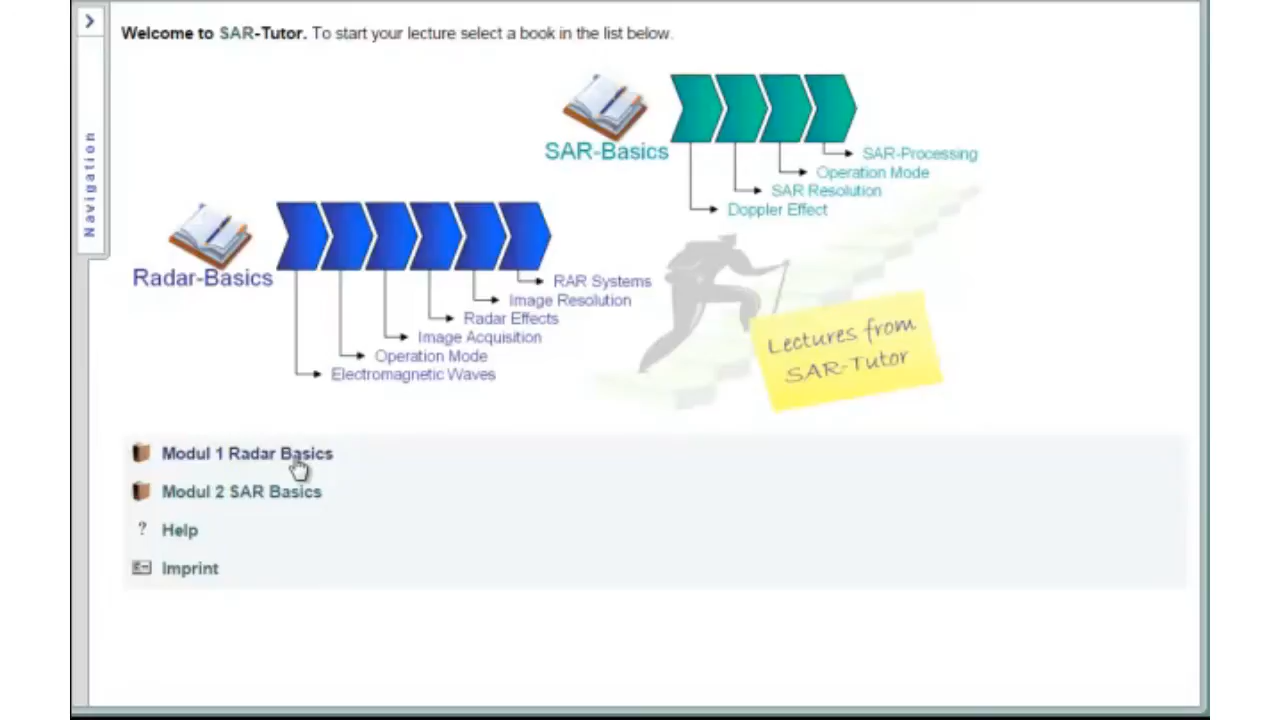 Welcome to SAR-Tutor. To start your lecture select a book in the list below.
Navigation
SAR-Basics
SAR-Processing
Operation Mode
SAR Resolution
Doppler Effect
Radar-Basics
RAR Systems
Image Resolution
Radar Effects
Image Acquisition
Operation Mode
Electromagnetic Waves
Lectures from
SAR-Tutor
Modul 1 Radar Basics
Modul 2 SAR Basics
? Help
Imprint